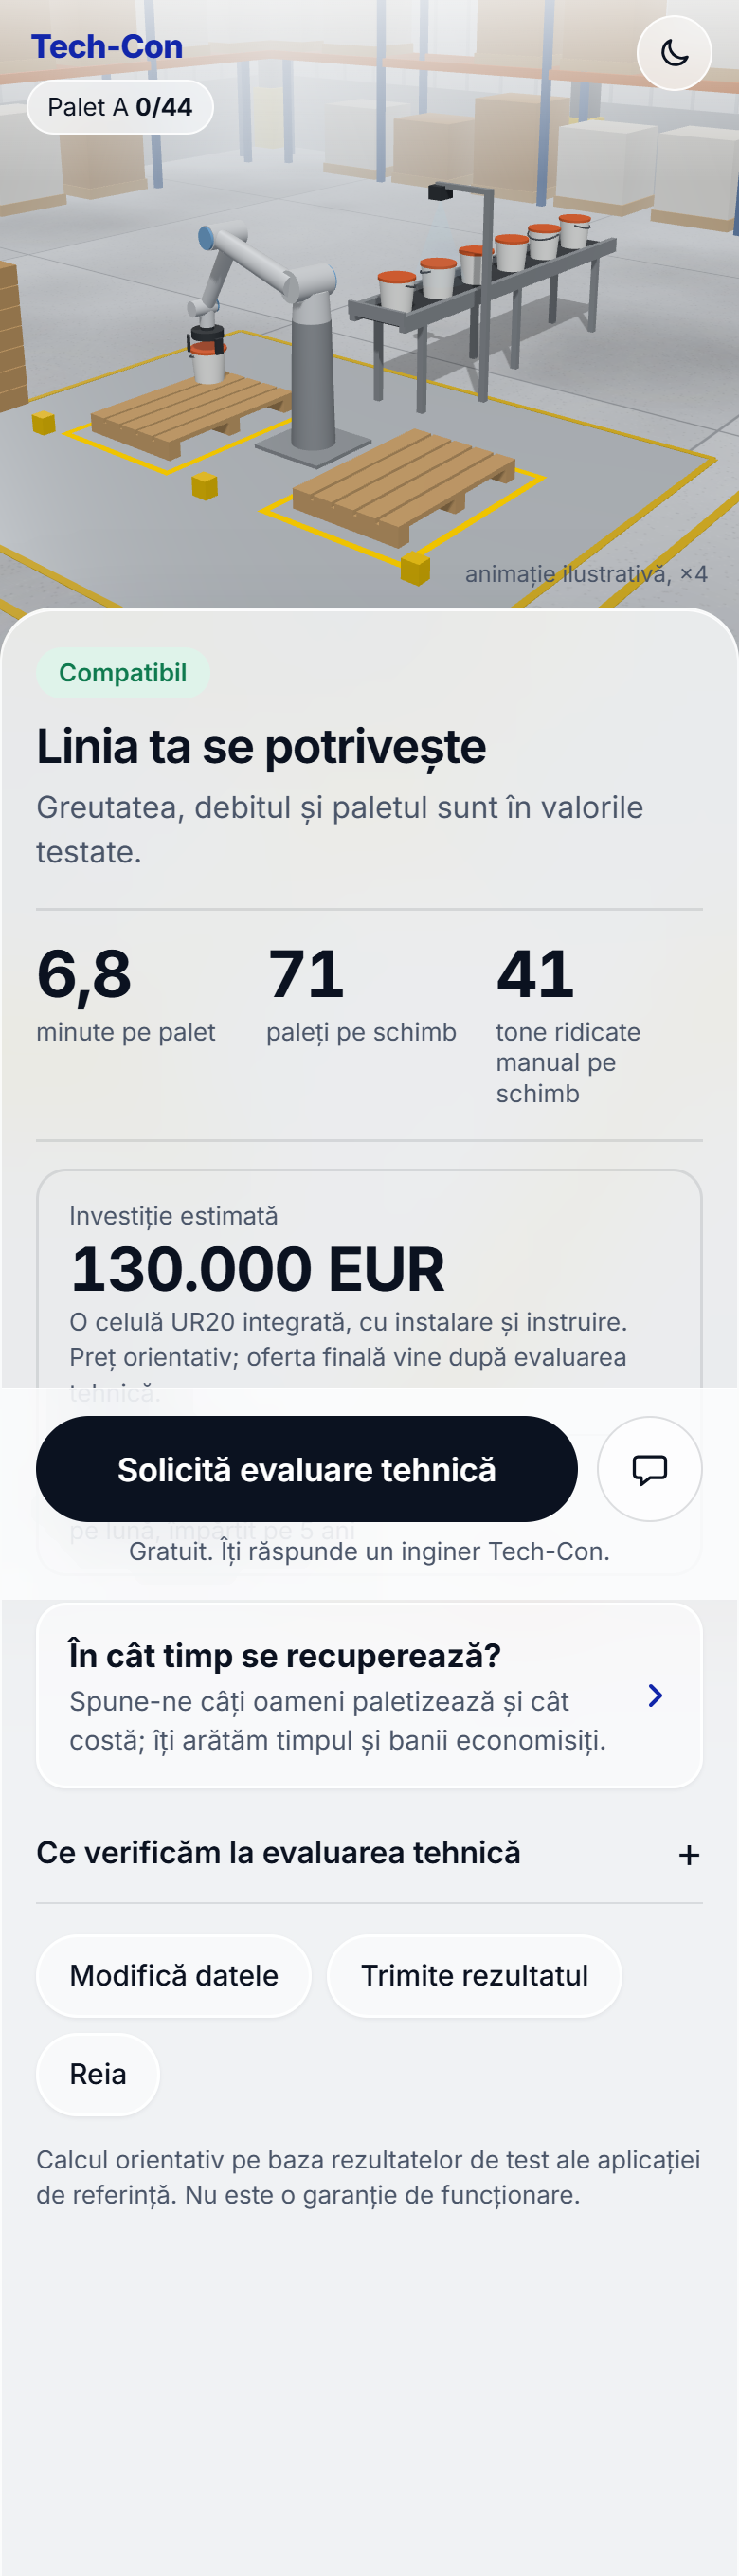 Tech-Con
Palet A 0/44
animație ilustrativă, ×4
Compatibil
Linia ta se potrivește
Greutatea, debitul și paletul sunt în valorile
testate.
6,8
minute pe palet
71
paleți pe schimb
41
tone ridicate
manual pe
schimb
Investiție estimată
130.000 EUR
O celulă UR20 integrată, cu instalare și instruire.
Preț orientativ; oferta finală vine după evaluarea
tehnică.
Solicită evaluare tehnică
pe lună, împărțit pe 5 ani
Gratuit. Îți răspunde un inginer Tech-Con.
În cât timp se recuperează?
Spune-ne câți oameni paletizează și cât
costă; îți arătăm timpul și banii economisiți.
Ce verificăm la evaluarea tehnică
+
Modifică datele
Trimite rezultatul
Reia
Calcul orientativ pe baza rezultatelor de test ale aplicației
de referință. Nu este o garanție de funcționare.